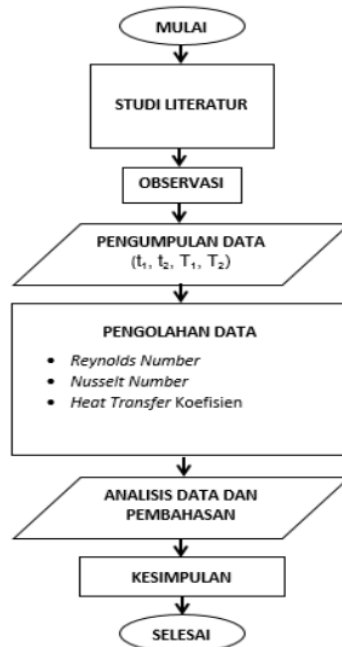 MULAI
STUDI LITERATUR
OBSERVASI
PENGUMPULAN DATA
(t₁, t₂, T₁, T₂)
PENGOLAHAN DATA
• Reynolds Number
• Nusselt Number
• Heat Transfer Koefisien
ANALISIS DATA DAN
PEMBAHASAN
KESIMPULAN
SELESAI